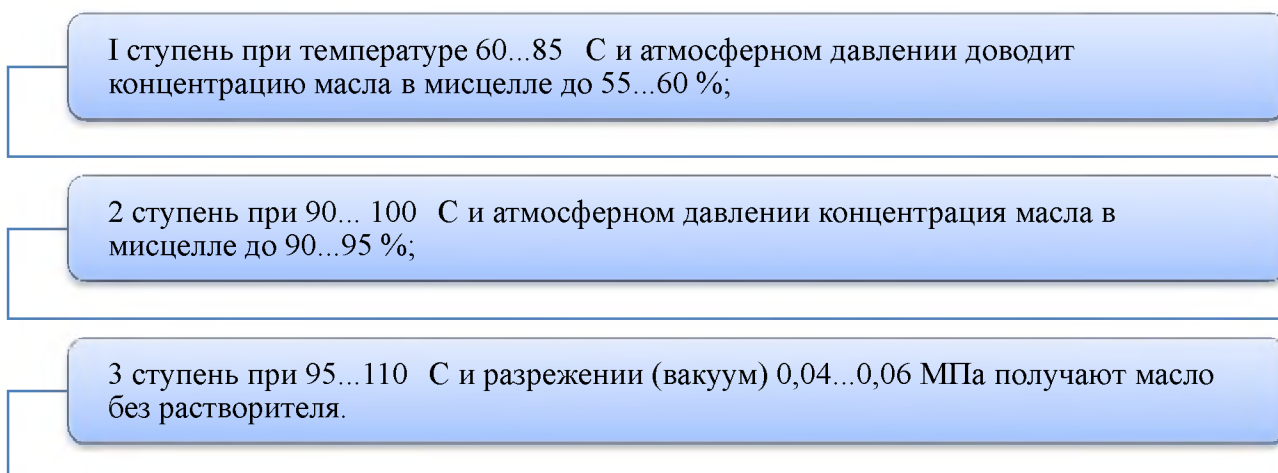 I ступень при температуре 60...85 С и атмосферном давлении доводит
концентрацию масла в мисцелле до 55...60 %;
2 ступень при 90... 100 С и атмосферном давлении концентрация масла в
мисцелле до 90...95 %;
3 ступень при 95...110 С и разрежении (вакуум) 0,04...0,06 МПа получают масло
без растворителя.